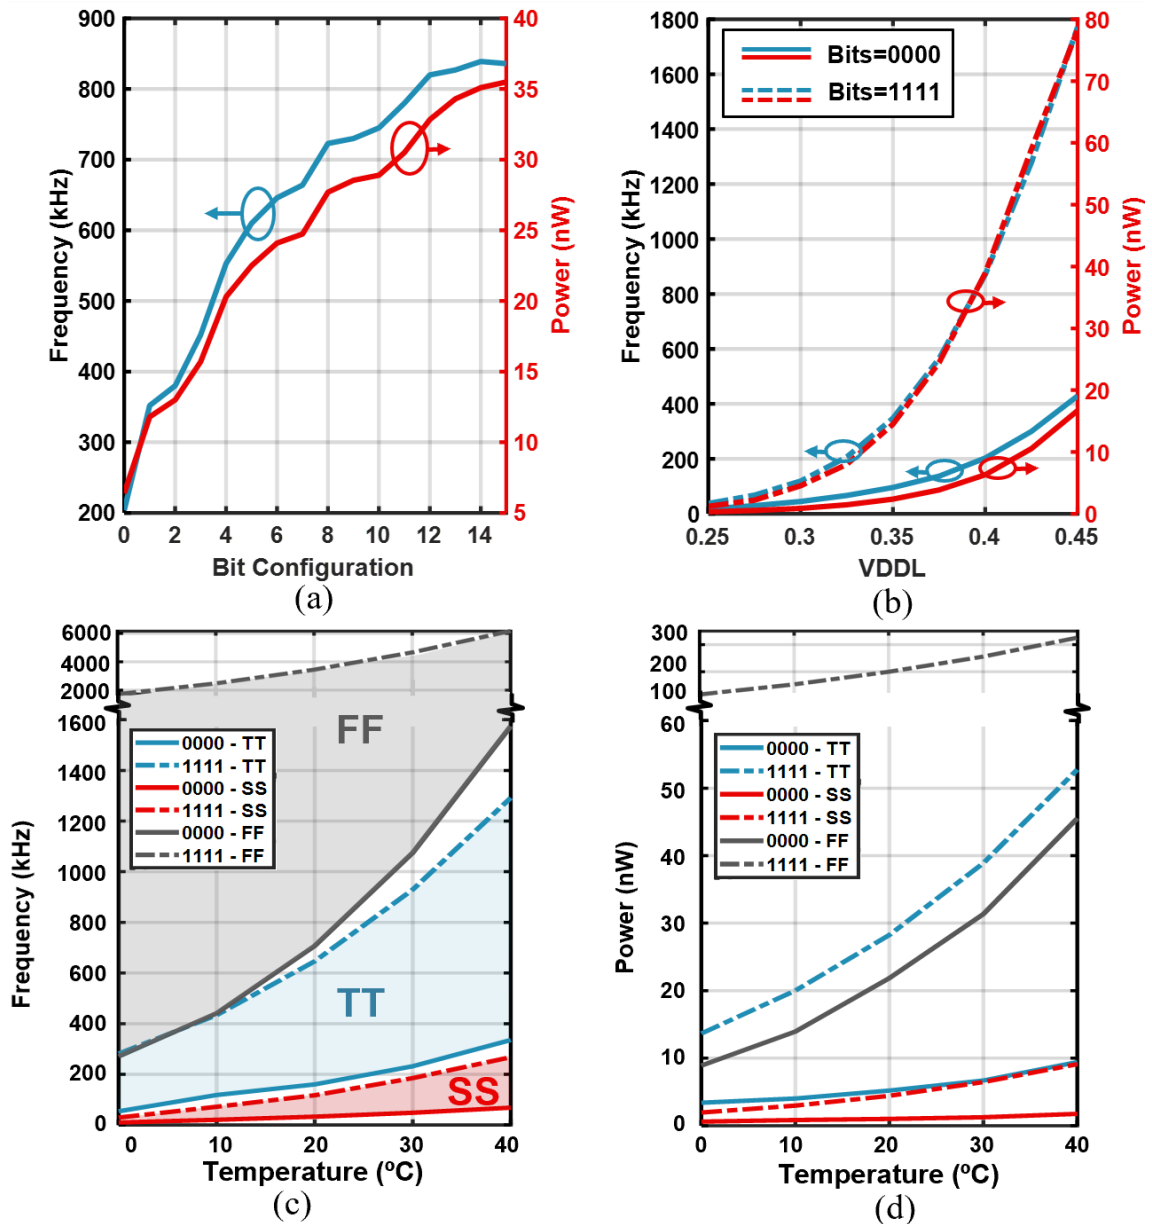 900
800
700
600
500
400
300
200
Frequency (kHz)
40
35
30
25
20
15
10
5
Power (nW)
0 2 4 6 8 10 12 14
Bit Configuration
(a)
1800
1600
1400
1200
1000
800
600
400
200
0
Frequency (kHz)
Bits=0000
Bits=1111
80
70
60
50
40
30
20
10
0
Power (nW)
0.25 0.3 0.35 0.4 0.45
VDDL
(b)
6000
4000
2000
1600
1400
1200
1000
800
600
400
200
0
Frequency (kHz)
FF
0000 - TT
1111 - TT
0000 - SS
1111 - SS
0000 - FF
1111 - FF
TT
SS
0 10 20 30 40
Temperature (ºC)
(c)
300
200
100
60
50
40
30
20
10
0
Power (nW)
0000 - TT
1111 - TT
0000 - SS
1111 - SS
0000 - FF
1111 - FF
0 10 20 30 40
Temperature (ºC)
(d)